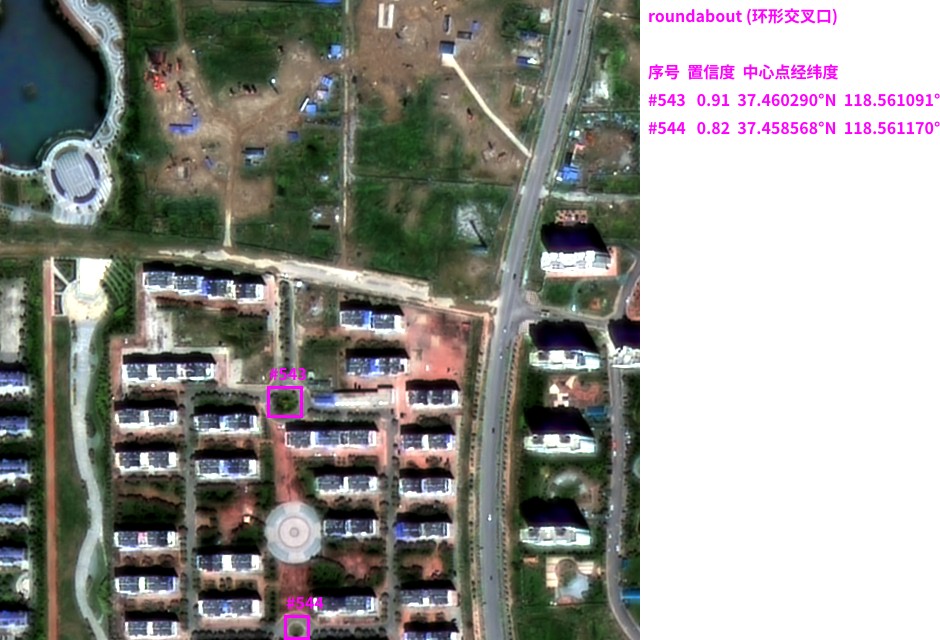 roundabout (环形交叉口)
序号 置信度 中心点经纬度
#543 0.91 37.460290°N 118.561091°
#544 0.82 37.458568°N 118.561170°
#543
#544